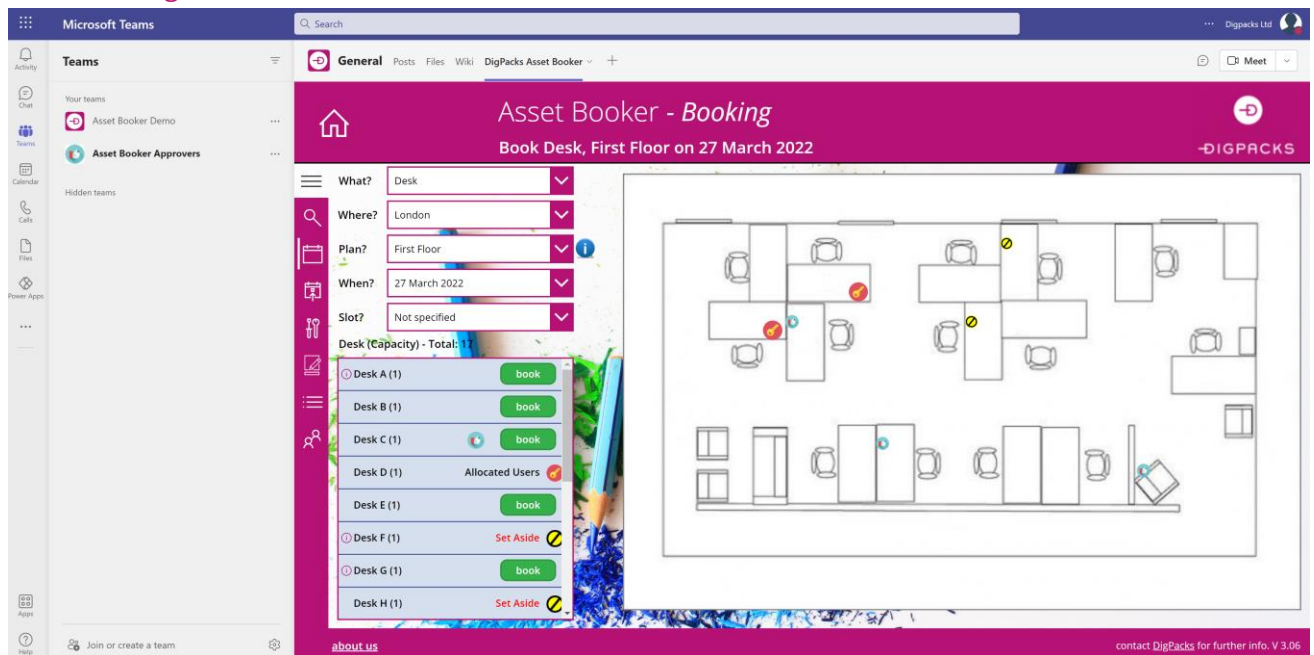 Microsoft Teams
Search
Digpacks Ltd
Activity
Chat
Teams
Calendar
Calls
Files
Power Apps
Apps
Help
Teams
Your teams
Asset Booker Demo
Asset Booker Approvers
Hidden teams
Join or create a team
General Posts Files Wiki DigPacks Asset Booker
Meet
Asset Booker - Booking
Book Desk, First Floor on 27 March 2022
DIGPACKS
What? Desk
Where? London
Plan? First Floor
When? 27 March 2022
Slot? Not specified
Desk (Capacity) - Total: 17
Desk A (1) book
Desk B (1) book
Desk C (1) book
Desk D (1) Allocated Users
Desk E (1) book
Desk F (1) Set Aside
Desk G (1) book
Desk H (1) Set Aside
about us
contact DigPacks for further info. V 3.06